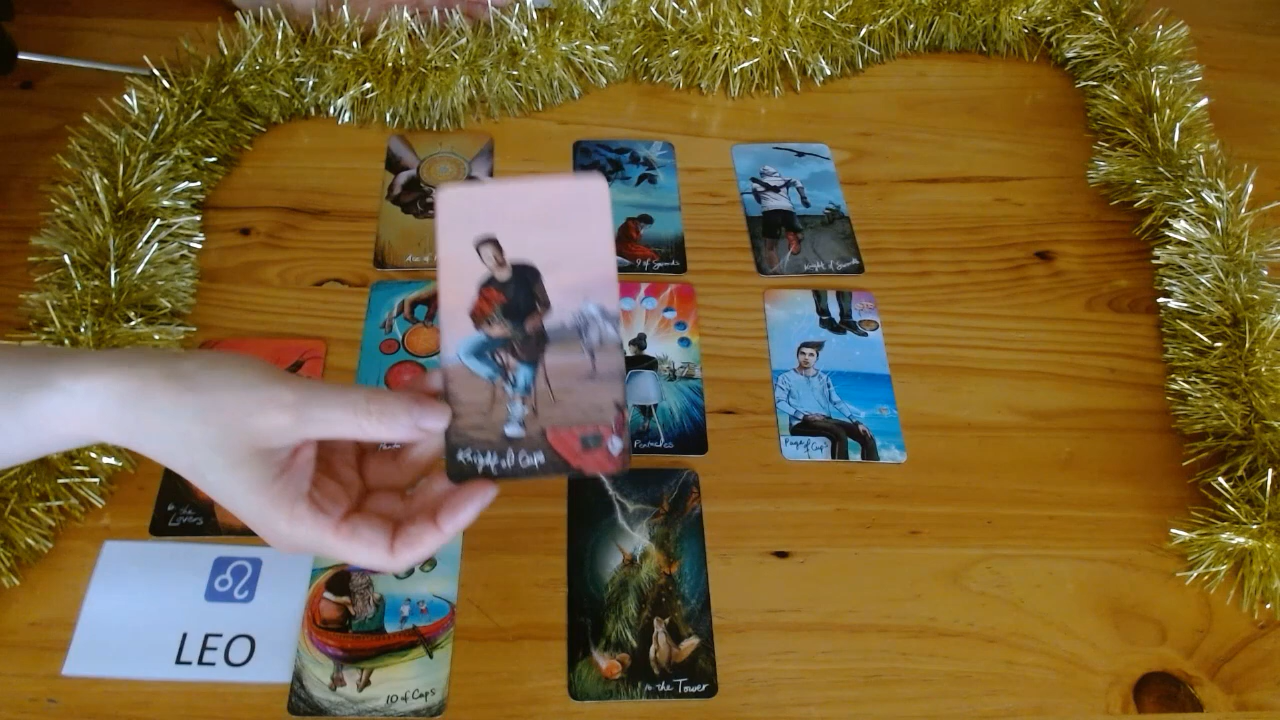 Ace of
9 of Swords
Knight of Swords
Pentacles
Page of Cups
Knight of Cups
the
Lovers
♌
LEO
10 of Cups
the Tower